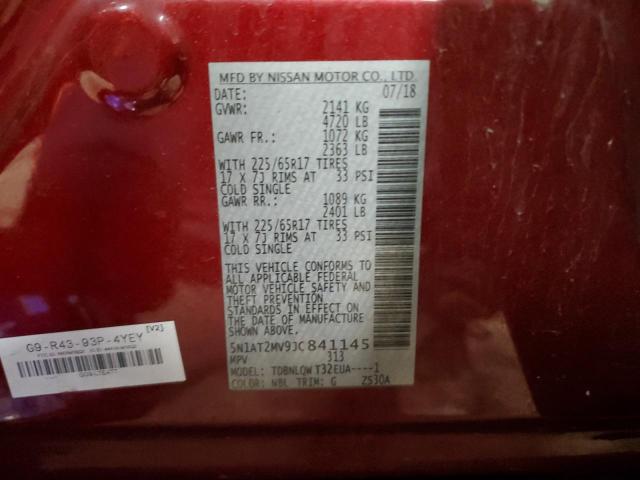 MFD BY NISSAN MOTOR CO., LTD.
DATE: 07/18
GVWR: 2141 KG
4720 LB
GAWR FR.: 1072 KG
2363 LB
WITH 225/65R17 TIRES
17 X 7J RIMS AT 33 PSI
COLD SINGLE
GAWR RR.: 1089 KG
2401 LB
WITH 225/65R17 TIRES
17 X 7J RIMS AT 33 PSI
COLD SINGLE
THIS VEHICLE CONFORMS TO
ALL APPLICABLE FEDERAL
MOTOR VEHICLE SAFETY AND
THEFT PREVENTION
STANDARDS IN EFFECT ON
THE DATE OF MANUFACTURE
SHOWN ABOVE.
5N1AT2MV9JC841145
MPV 313
MODEL: TDBNLQW T32EUA----1
COLOR: NBL TRIM: G Z530A
G9-R43-93P-4YEY [V2]